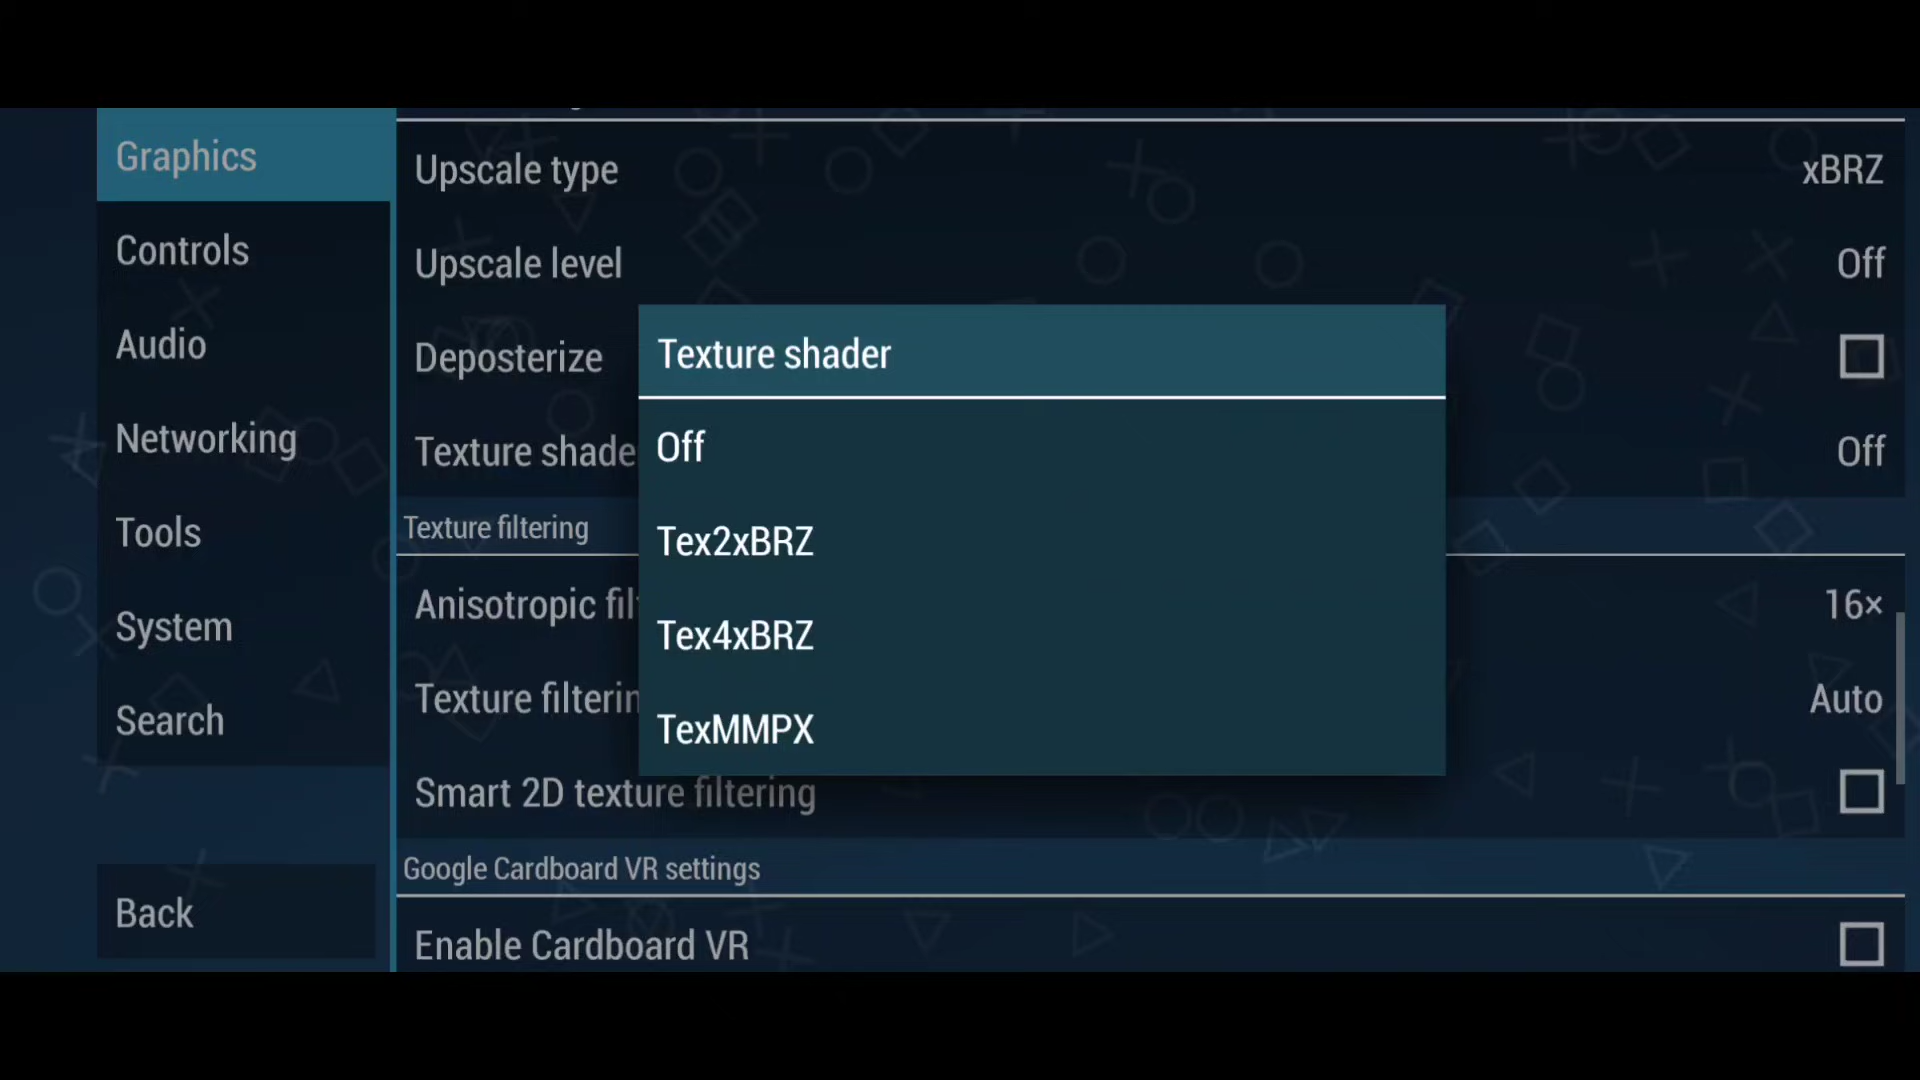 Graphics
Controls
Audio
Networking
Tools
System
Search
Back
Upscale type
xBRZ
Upscale level
Off
Deposterize
Texture shade
Off
Texture filtering
Anisotropic fil
16×
Texture filterin
Auto
Smart 2D texture filtering
Google Cardboard VR settings
Enable Cardboard VR
Texture shader
Off
Tex2xBRZ
Tex4xBRZ
TexMMPX